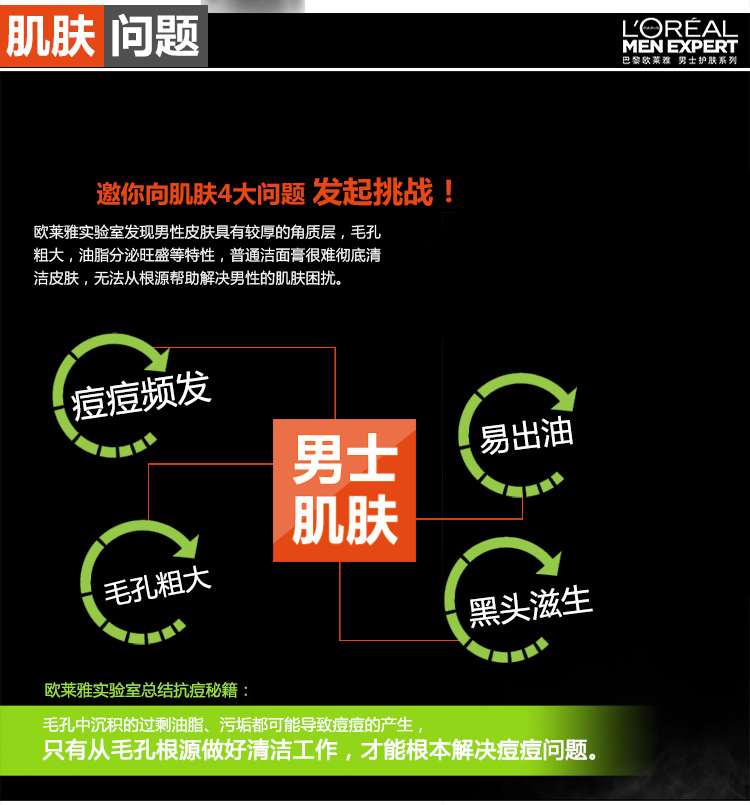 肌肤 问题
L'ORÉAL
MEN EXPERT
巴黎欧莱雅 男士护肤系列
邀你向肌肤4大问题 发起挑战！
欧莱雅实验室发现男性皮肤具有较厚的角质层，毛孔
粗大，油脂分泌旺盛等特性，普通洁面膏很难彻底清
洁皮肤，无法从根源帮助解决男性的肌肤困扰。
痘痘频发
易出油
男士
肌肤
毛孔粗大
黑头滋生
欧莱雅实验室总结抗痘秘籍：
毛孔中沉积的过剩油脂、污垢都可能导致痘痘的产生，
只有从毛孔根源做好清洁工作，才能根本解决痘痘问题。